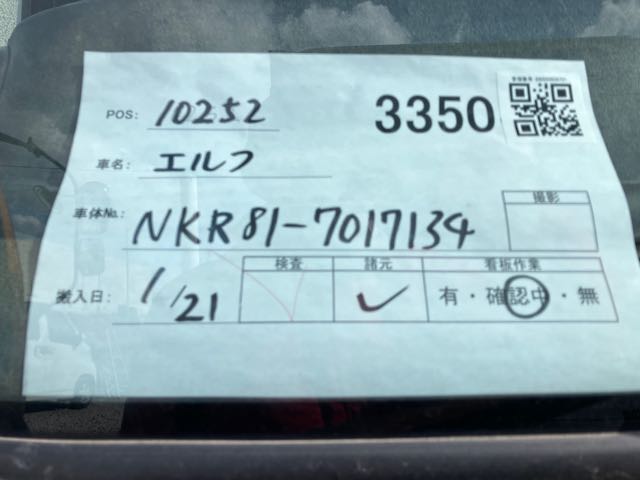 POS: 10252
3350
車名: エルフ
車体No.: NKR81-7017134
撮影
搬入日: 1/21
検査 諸元 看板作業
✓ 有・確認中・無